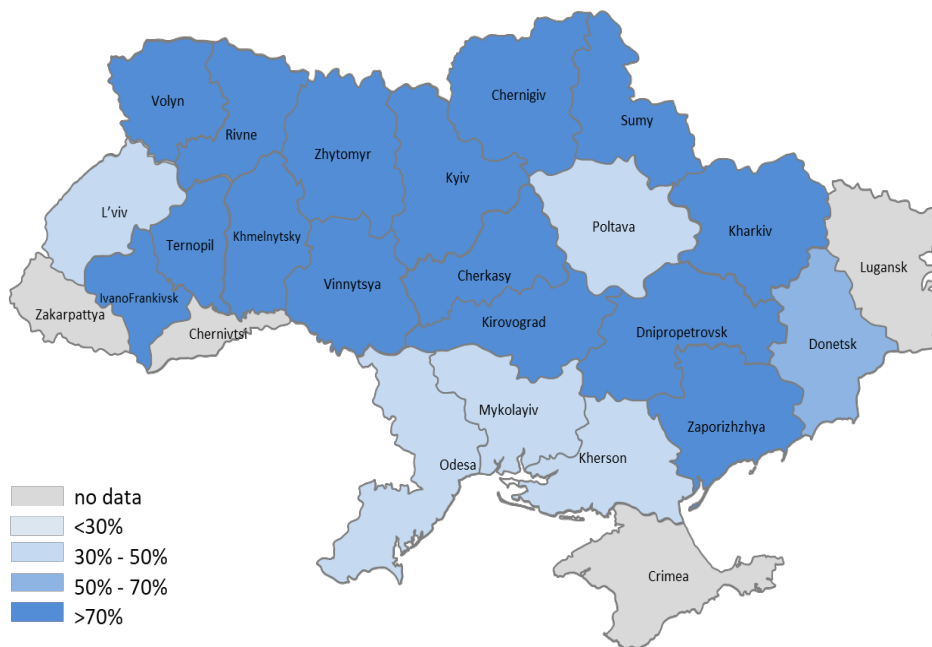 Chernigiv
Volyn
Sumy
Rivne
Zhytomyr
Kyiv
L'viv
Poltava
Kharkiv
Khmelnytsky
Ternopil
Lugansk
Cherkasy
Vinnytsya
IvanoFrankivsk
Zakarpattya
Kirovograd
Chernivtsi
Dnipropetrovsk
Donetsk
Mykolayiv
Zaporizhzhya
Odesa
Kherson
Crimea
no data
<30%
30% - 50%
50% - 70%
>70%